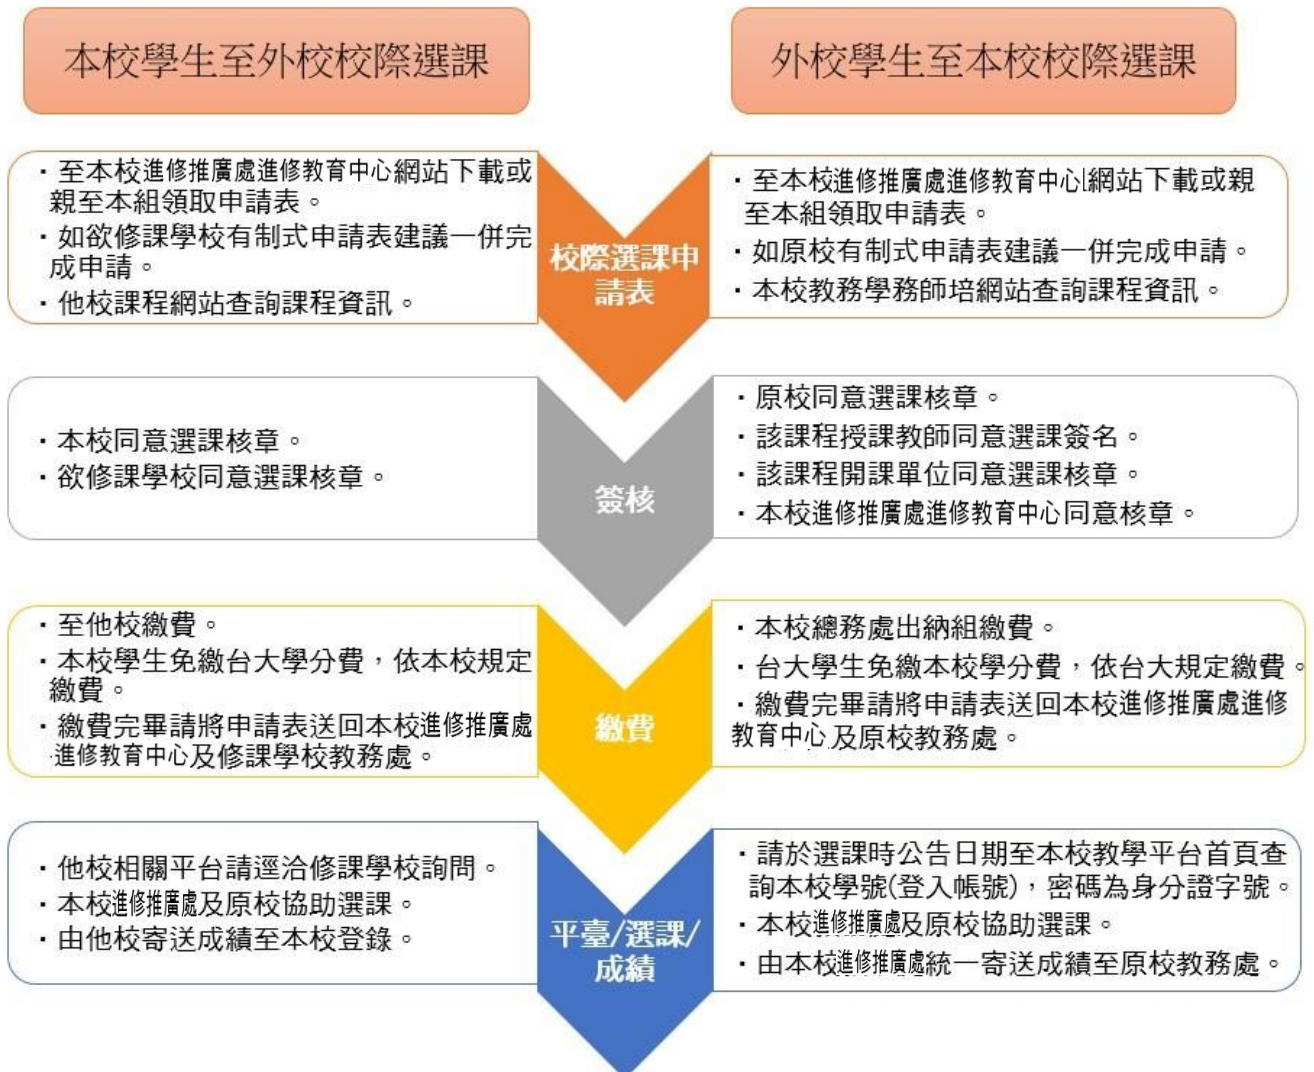 本校學生至外校校際選課
外校學生至本校校際選課
・至本校進修推廣處進修教育中心網站下載或
親至本組領取申請表。
・如欲修課學校有制式申請表建議一併完
成申請。
・他校課程網站查詢課程資訊。
校際選課申
請表
・至本校進修推廣處進修教育中心網站下載或親
至本組領取申請表。
・如原校有制式申請表建議一併完成申請。
・本校教務學務師培網站查詢課程資訊。
・本校同意選課核章。
・欲修課學校同意選課核章。
簽核
・原校同意選課核章。
・該課程授課教師同意選課簽名。
・該課程開課單位同意選課核章。
・本校進修推廣處進修教育中心同意核章。
・至他校繳費。
・本校學生免繳台大學分費，依本校規定
繳費。
・繳費完畢請將申請表送回本校進修推廣處
進修教育中心及修課學校教務處。
繳費
・本校總務處出納組繳費。
・台大學生免繳本校學分費，依台大規定繳費。
・繳費完畢請將申請表送回本校進修推廣處進修
教育中心及原校教務處。
・他校相關平台請逕洽修課學校詢問。
・本校進修推廣處及原校協助選課。
・由他校寄送成績至本校登錄。
平臺/選課/
成績
・請於選課時公告日期至本校教學平台首頁查
詢本校學號(登入帳號)，密碼為身分證字號。
・本校進修推廣處及原校協助選課。
・由本校進修推廣處統一寄送成績至原校教務處。